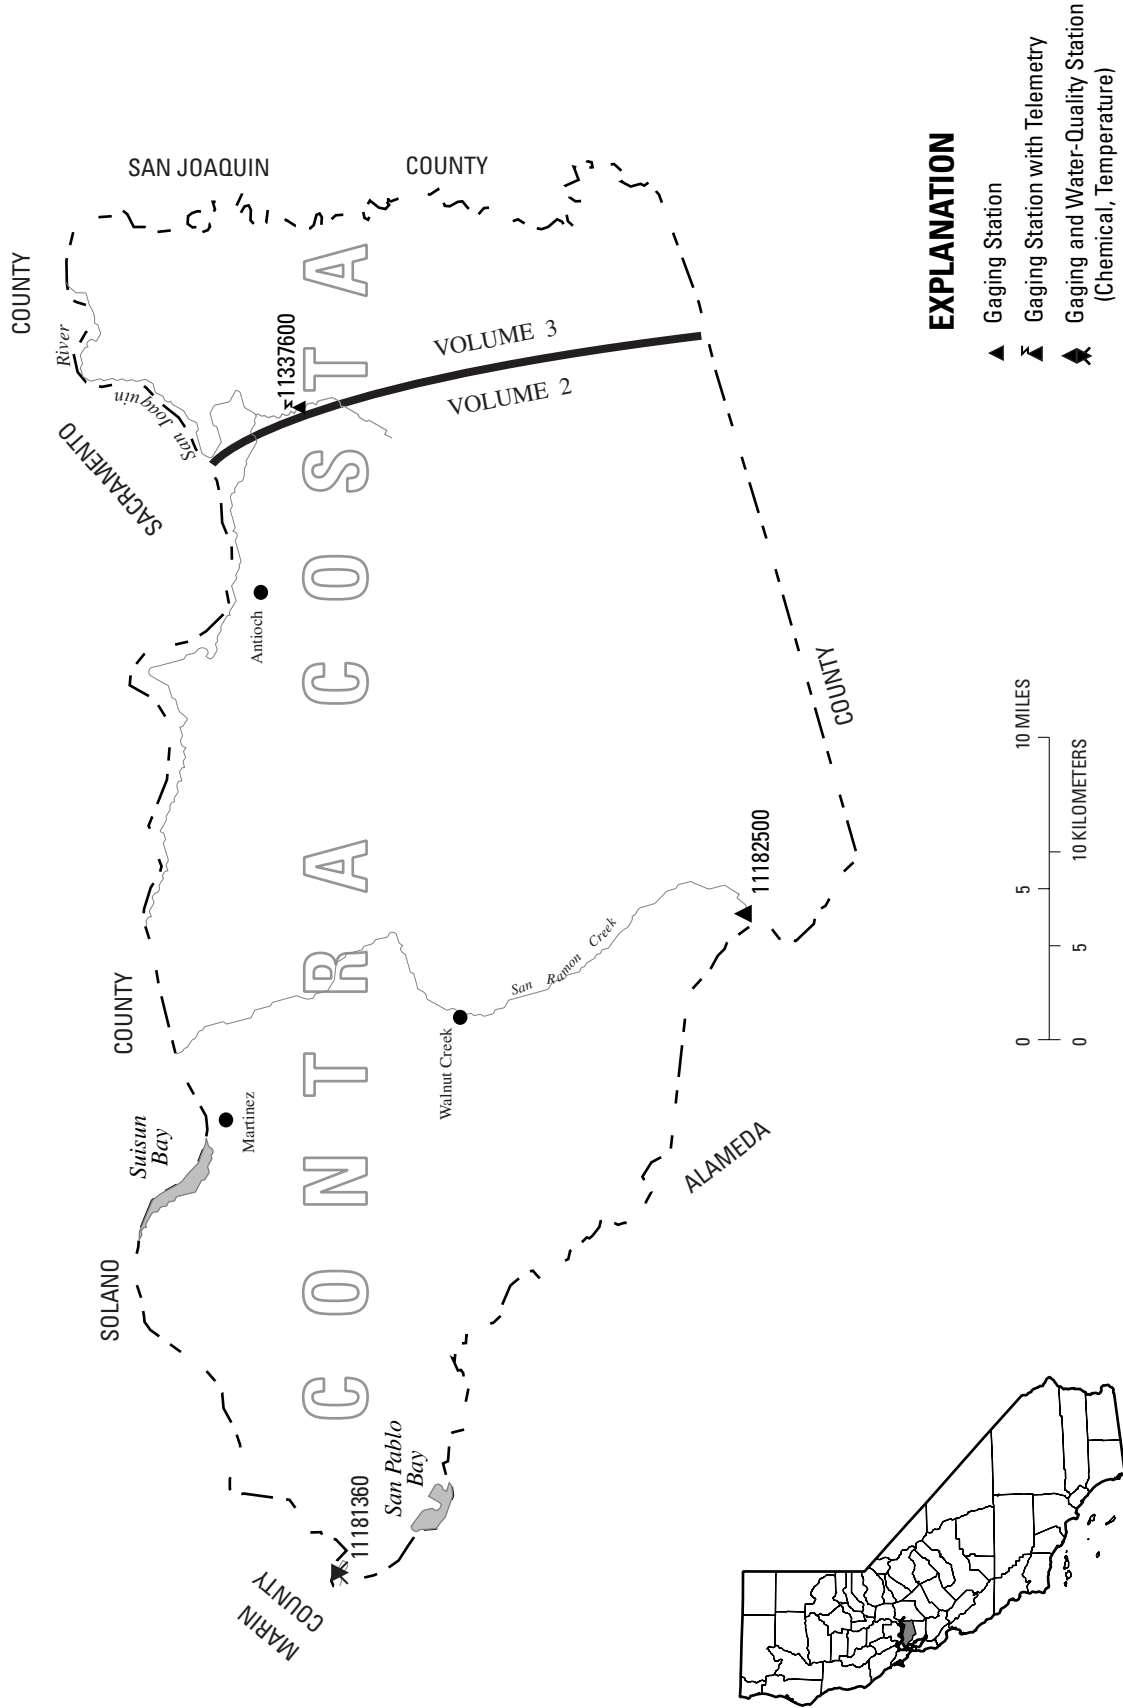 SAN JOAQUIN
COUNTY
COUNTY
River
San Joaquin
SACRAMENTO
11337600
VOLUME 3
VOLUME 2
Antioch
CONTRA COSTA
COUNTY
COUNTY
Suisun
Bay
Martinez
Walnut Creek
San Ramon Creek
11182500
ALAMEDA
SOLANO
San Pablo
Bay
11181360
MARIN
COUNTY
EXPLANATION
Gaging Station
Gaging Station with Telemetry
Gaging and Water-Quality Station
(Chemical, Temperature)
0 5 10 MILES
0 5 10 KILOMETERS